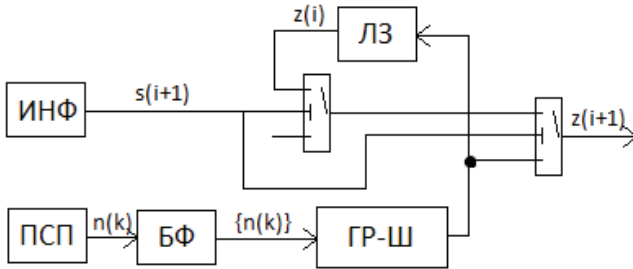 z(i)
ЛЗ
ИНФ
s(i+1)
z(i+1)
ПСП
n(k)
БФ
{n(k)}
ГР-Ш